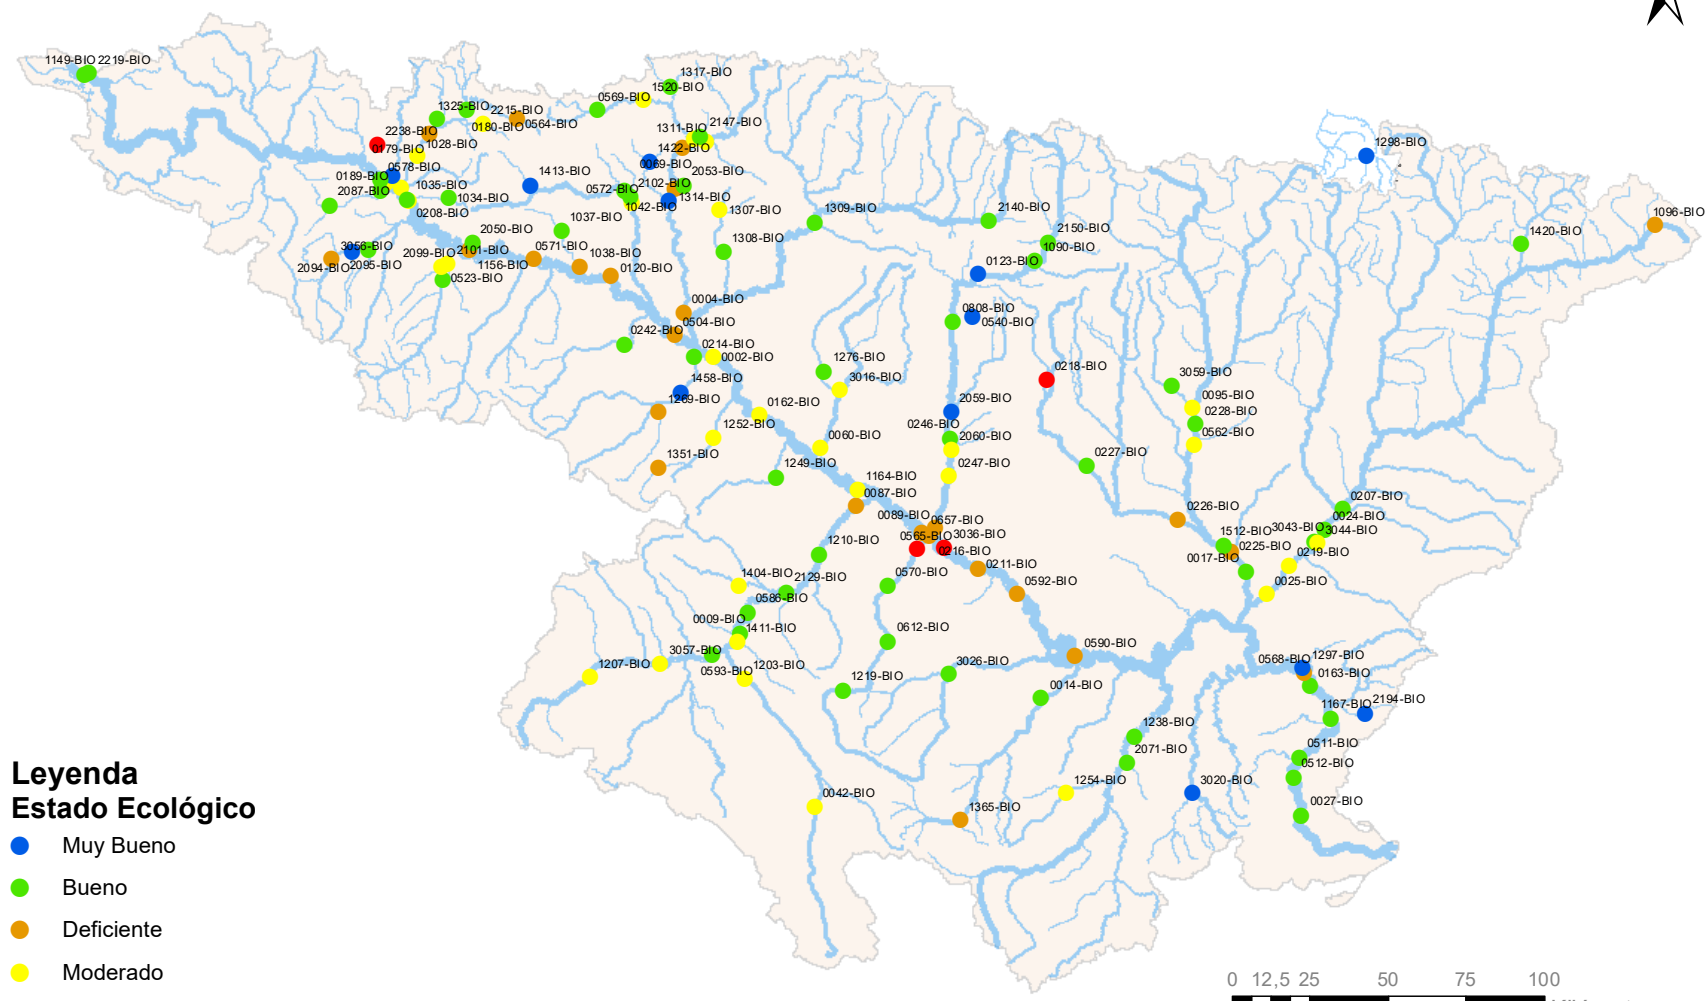 1149-BIO 2219-BIO
1317-BIO
1520-BIO
0569-BIO
1325-BIO 2215-BIO
0180-BIO 0564-BIO
2238-BIO
1028-BIO
0179-BIO
1311-BIO 2147-BIO
1422-BIO
0069-BIO
0578-BIO
0189-BIO
2087-BIO
1035-BIO
1034-BIO
0208-BIO
1413-BIO
0572-BIO 2102-BIO
2053-BIO
1314-BIO
1042-BIO
1307-BIO
1037-BIO
1308-BIO
1309-BIO
2140-BIO
2150-BIO
1090-BIO
0123-BIO
1298-BIO
1096-BIO
1420-BIO
3056-BIO
2094-BIO 2095-BIO
2050-BIO
2099-BIO 2101-BIO
1156-BIO
0523-BIO
0571-BIO
1038-BIO
0120-BIO
0004-BIO
0504-BIO
0242-BIO
0214-BIO
0002-BIO
0808-BIO
0540-BIO
1458-BIO
1269-BIO
1276-BIO
3016-BIO
0218-BIO
3059-BIO
0095-BIO
0228-BIO
0562-BIO
2059-BIO
0246-BIO
2060-BIO
0247-BIO
0162-BIO
1252-BIO
0060-BIO
1351-BIO
1249-BIO
0227-BIO
1164-BIO
0087-BIO
0089-BIO 0657-BIO
0565-BIO 3036-BIO
0216-BIO
0211-BIO
0226-BIO
0207-BIO
0024-BIO
1512-BIO 3043-BIO
3044-BIO
0225-BIO 0219-BIO
0017-BIO
0025-BIO
1210-BIO
1404-BIO 2129-BIO
0570-BIO
0592-BIO
0586-BIO
0009-BIO
1411-BIO
0612-BIO
0590-BIO
3057-BIO
1207-BIO
0593-BIO 1203-BIO
1219-BIO
3026-BIO
0014-BIO
0568-BIO 1297-BIO
0163-BIO
2194-BIO
1167-BIO
1238-BIO
2071-BIO
0511-BIO
0512-BIO
1254-BIO
3020-BIO
0027-BIO
0042-BIO
1365-BIO
Leyenda
Estado Ecológico
Muy Bueno
Bueno
Deficiente
Moderado
0 12,5 25 50 75 100